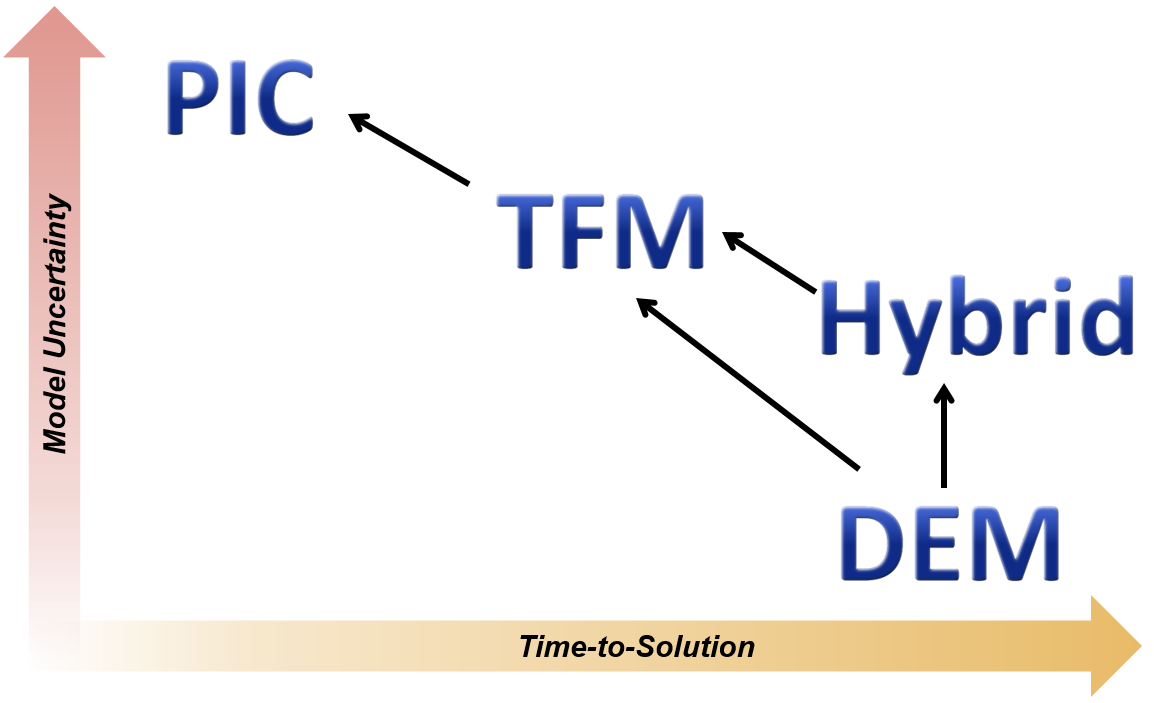 PIC
TFM
Hybrid
DEM
Model Uncertainty
Time-to-Solution